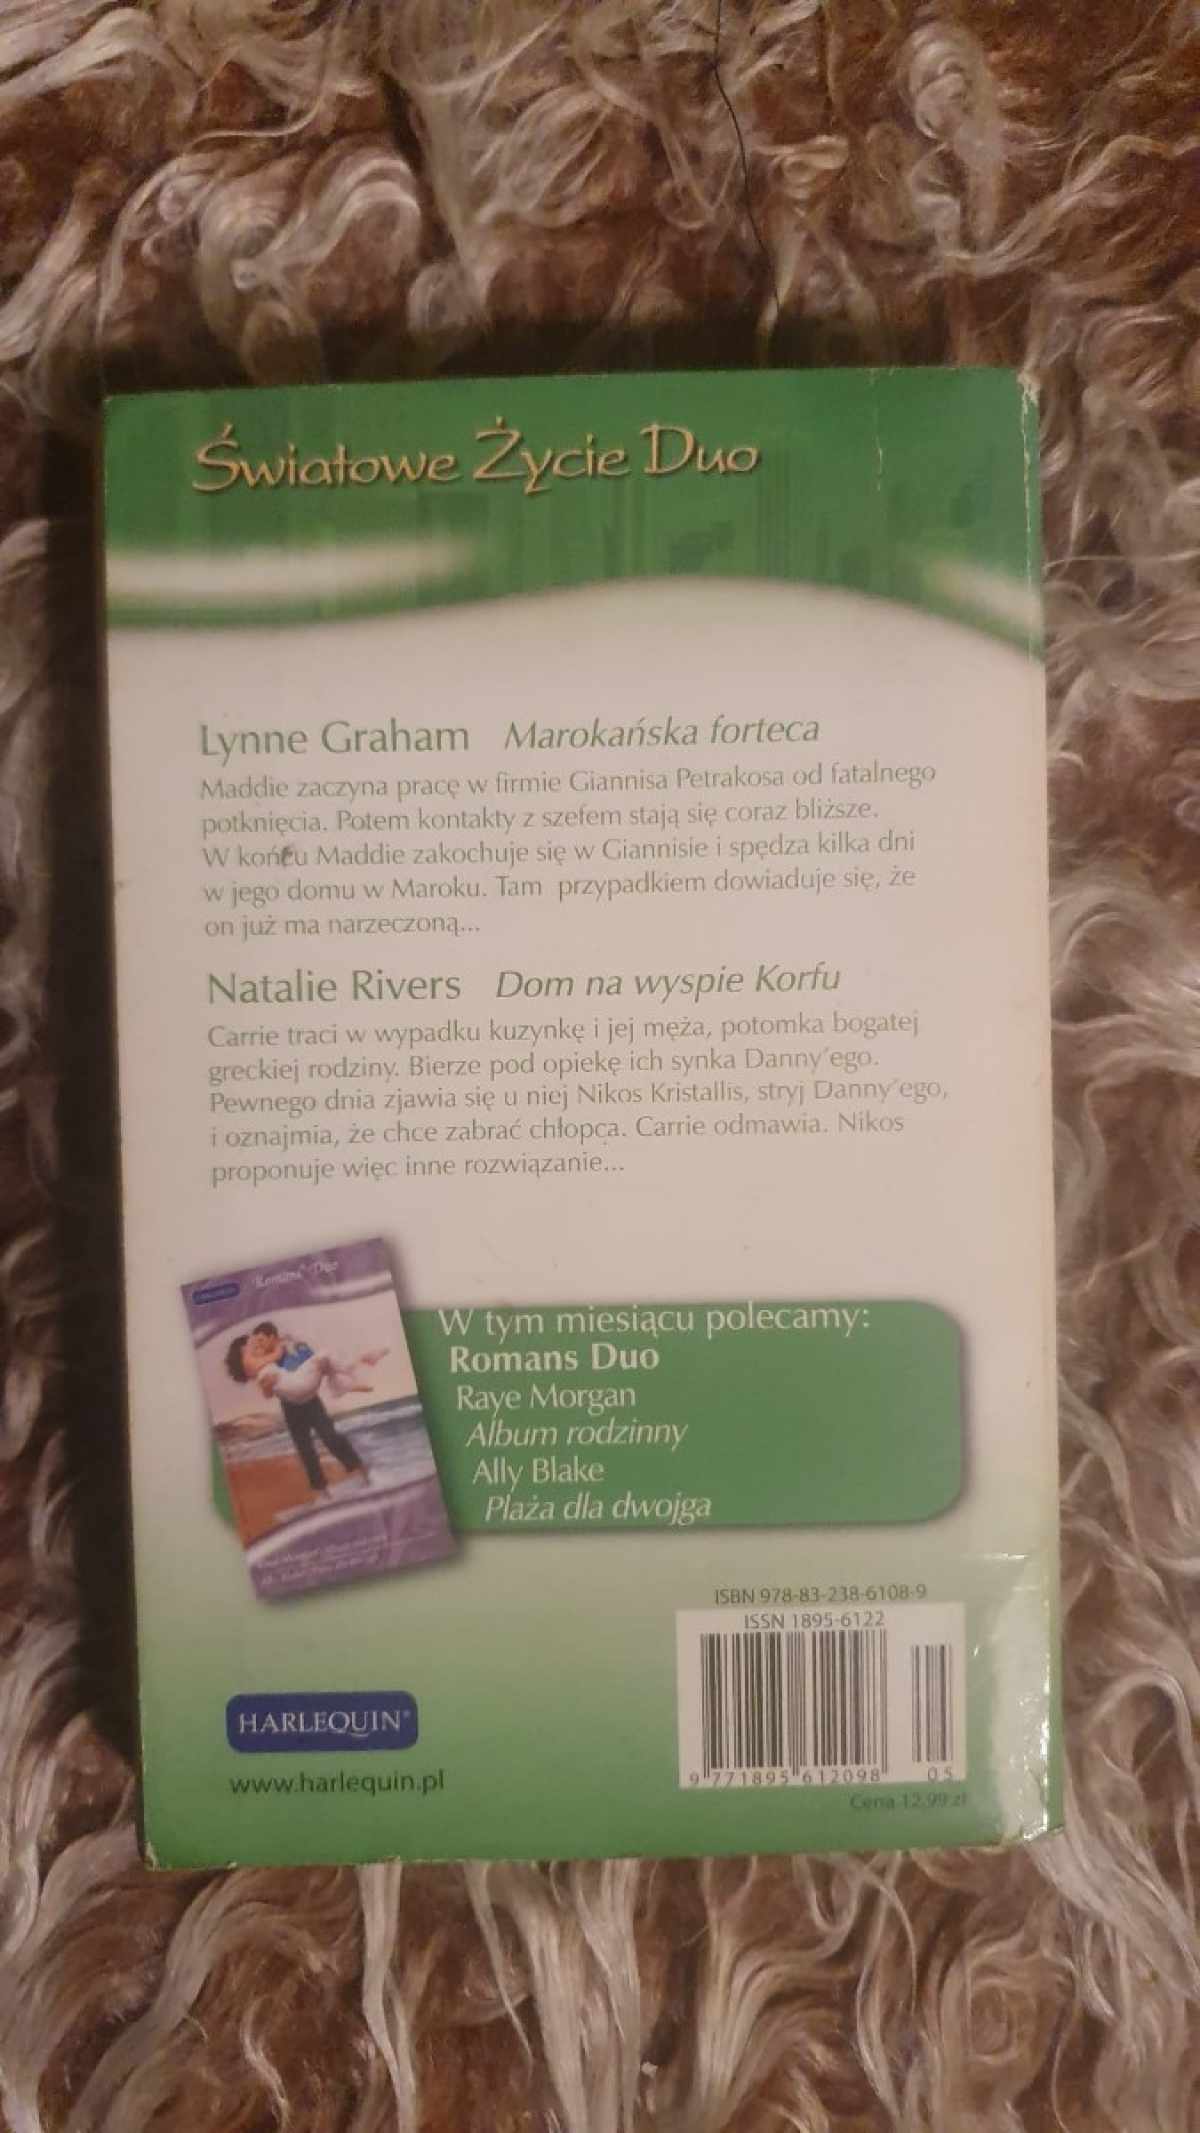 Światowe Życie Duo
Lynne Graham Marokańska forteca
Maddie zaczyna pracę w firmie Giannisa Petrakosa od fatalnego
potknięcia. Potem kontakty z szefem stają się coraz bliższe.
W końcu Maddie zakochuje się w Giannisie i spędza kilka dni
w jego domu w Maroku. Tam przypadkiem dowiaduje się, że
on już ma narzeczoną...
Natalie Rivers Dom na wyspie Korfu
Carrie traci w wypadku kuzynkę i jej męża, potomka bogatej
greckiej rodziny. Bierze pod opiekę ich synka Danny'ego.
Pewnego dnia zjawia się u niej Nikos Kristallis, stryj Danny'ego,
i oznajmia, że chce zabrać chłopca. Carrie odmawia. Nikos
proponuje więc inne rozwiązanie...
Romans Duo
W tym miesiącu polecamy:
Romans Duo
Raye Morgan
Album rodzinny
Ally Blake
Plaża dla dwojga
ISBN 978-83-238-6108-9
ISSN 1895-6122
9 771895 612098 05
Cena 12,99 zł
HARLEQUIN®
www.harlequin.pl